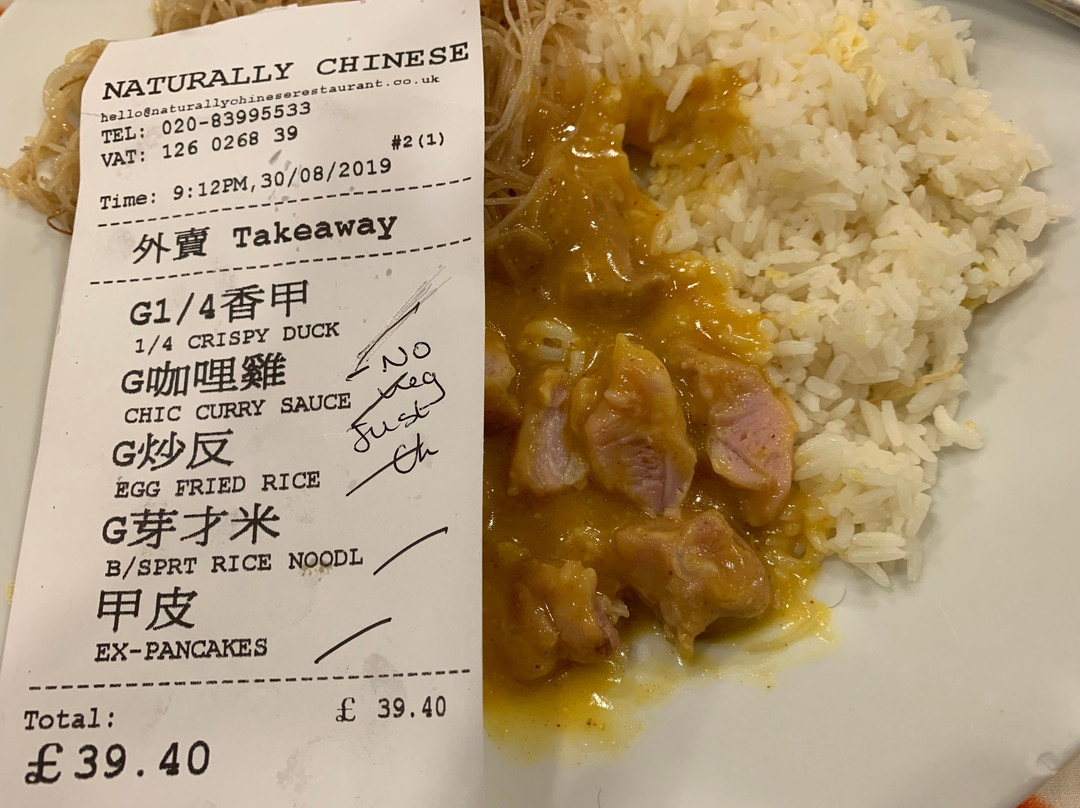 NATURALLY CHINESE
hello@naturallychineserestaurant.co.uk
TEL: 020-83995533
VAT: 126 0268 39
#2(1)
Time: 9:12PM,30/08/2019
外賣 Takeaway
G1/4香甲
1/4 CRISPY DUCK
G咖哩雞
CHIC CURRY SAUCE
No
Veg
Just
Ch
G炒反
EGG FRIED RICE
G芽才米
B/SPRT RICE NOODL
甲皮
EX-PANCAKES
Total:
£ 39.40
£39.40